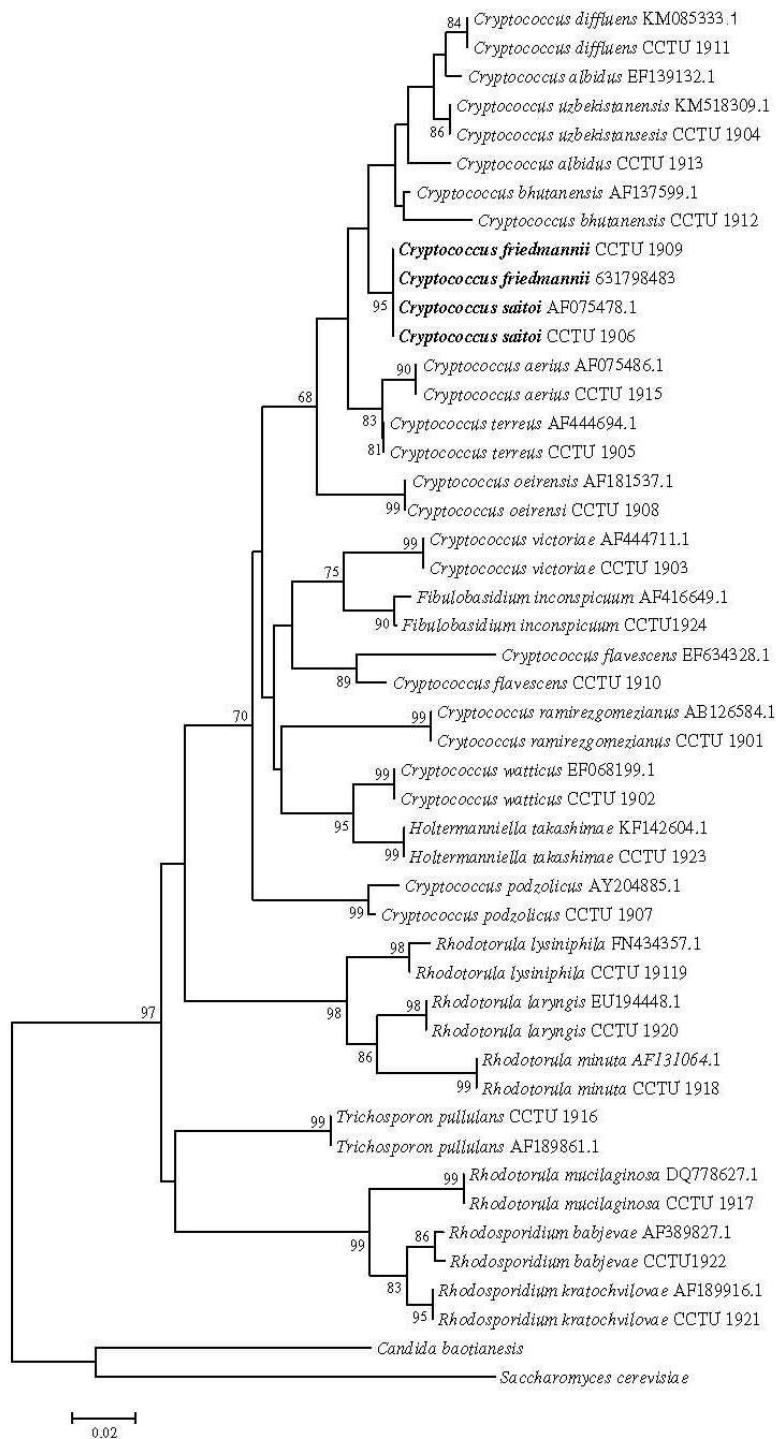 84
Cryptococcus diffluens KM085333.1
Cryptococcus diffluens CCTU 1911
Cryptococcus albidus EF139132.1
Cryptococcus uzbekistanensis KM518309.1
86
Cryptococcus uzbekistansesis CCTU 1904
Cryptococcus albidus CCTU 1913
Cryptococcus bhutanensis AF137599.1
Cryptococcus bhutanensis CCTU 1912
Cryptococcus friedmannii CCTU 1909
Cryptococcus friedmannii 631798483
95
Cryptococcus saitoi AF075478.1
Cryptococcus saitoi CCTU 1906
90
Cryptococcus aerius AF075486.1
Cryptococcus aerius CCTU 1915
68
83
Cryptococcus terreus AF444694.1
81
Cryptococcus terreus CCTU 1905
Cryptococcus oeirensis AF181537.1
99
Cryptococcus oeirensi CCTU 1908
99
Cryptococcus victoriae AF444711.1
Cryptococcus victoriae CCTU 1903
75
Fibulobasidium inconspicuum AF416649.1
90
Fibulobasidium inconspicuum CCTU1924
Cryptococcus flavescens EF634328.1
89
Cryptococcus flavescens CCTU 1910
70
99
Cryptococcus ramirezgomezianus AB126584.1
Crytococcus ramirezgomezianus CCTU 1901
99
Cryptococcus watticus EF068199.1
Cryptococcus watticus CCTU 1902
95
Holtermanniella takashimae KF142604.1
99
Holtermanniella takashimae CCTU 1923
Cryptococcus podzolicus AY204885.1
99
Cryptococcus podzolicus CCTU 1907
98
Rhodotorula lysiniphila FN434357.1
Rhodotorula lysiniphila CCTU 19119
98
98
Rhodotorula laryngis EU194448.1
Rhodotorula laryngis CCTU 1920
97
86
Rhodotorula minuta AF131064.1
99
Rhodotorula minuta CCTU 1918
99
Trichosporon pullulans CCTU 1916
Trichosporon pullulans AF189861.1
99
Rhodotorula mucilaginosa DQ778627.1
Rhodotorula mucilaginosa CCTU 1917
99
86
Rhodosporidium babjevae AF389827.1
Rhodosporidium babjevae CCTU1922
83
Rhodosporidium kratochvilovae AF189916.1
95
Rhodosporidium kratochvilovae CCTU 1921
Candida baotianesis
Saccharomyces cerevisiae
0.02